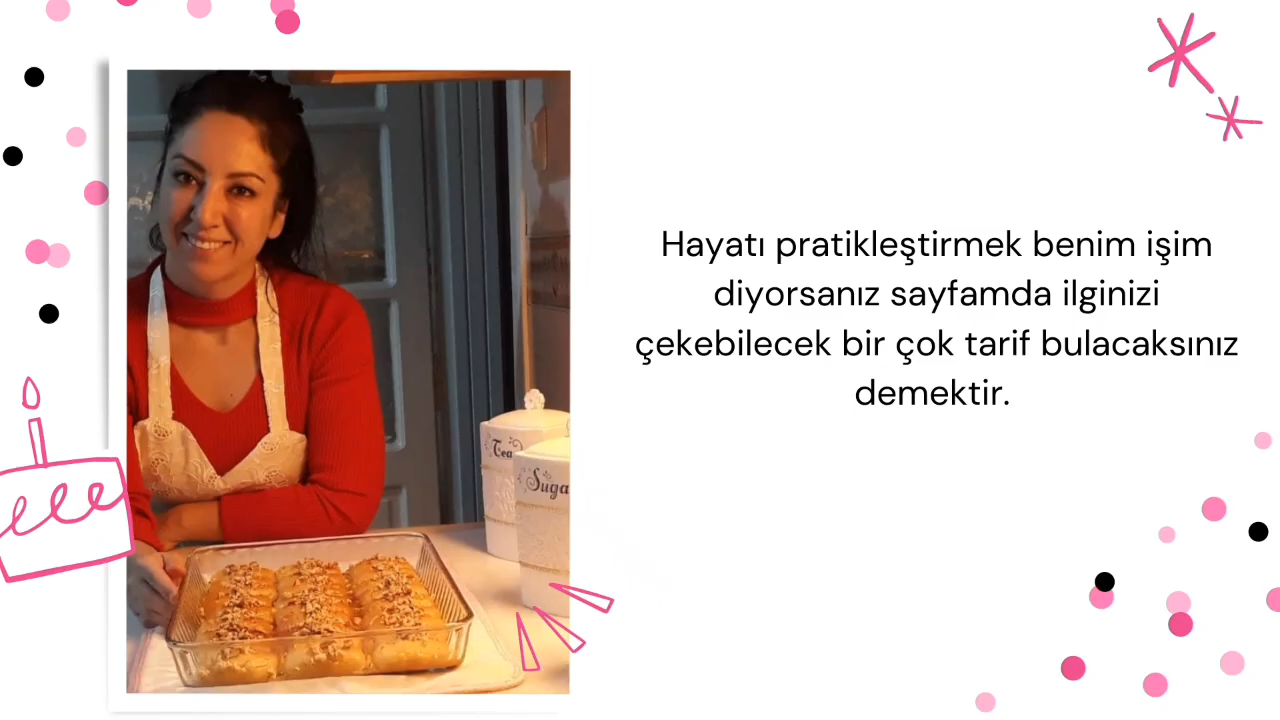 Hayatı pratikleştirmek benim işim
diyorsanız sayfamda ilginizi
çekebilecek bir çok tarif bulacaksınız
demektir.
Tea
Suga